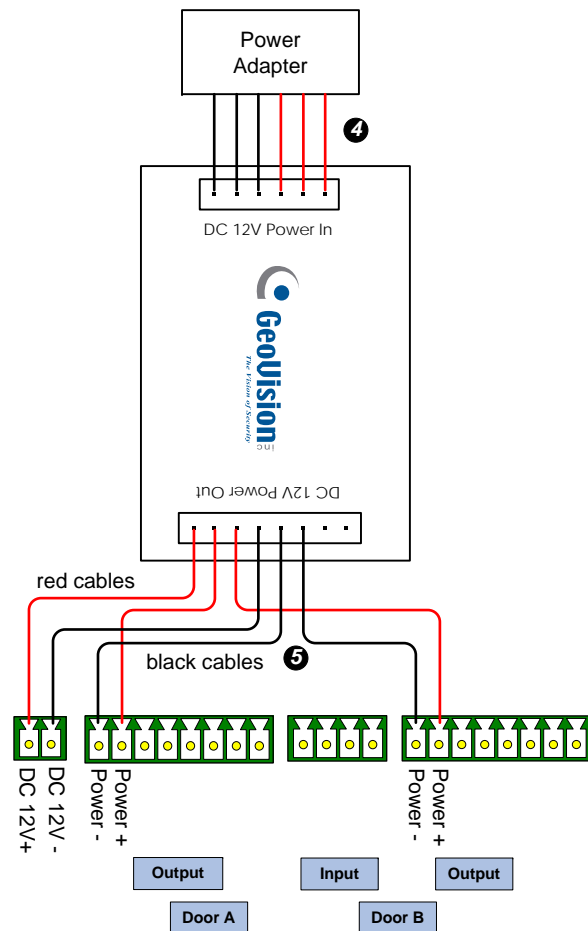 Power
Adapter
4
DC 12V Power In
GeoVision
The Vision of Security
inc
DC 12V Power Out
red cables
black cables
5
DC 12V+
DC 12V -
Power -
Power +
Power -
Power +
Output
Input
Output
Door A
Door B